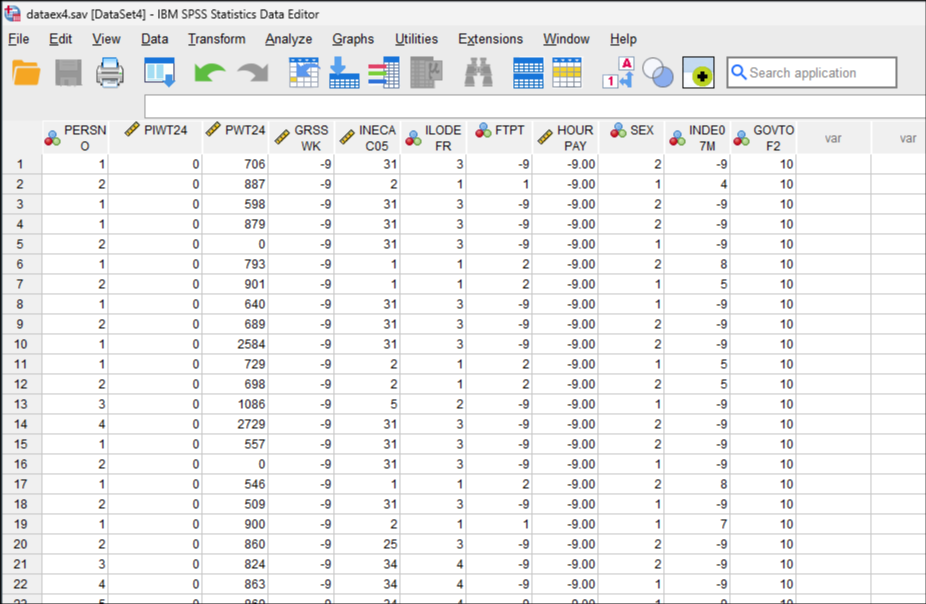 dataex4.sav [DataSet4] - IBM SPSS Statistics Data Editor
File Edit View Data Transform Analyze Graphs Utilities Extensions Window Help
1 A Search application
PERSNO PIWT24 PWT24 GRSSWK INECAC05 ILODEFR FTPT HOURPAY SEX INDE07M GOVTOF2 var var
1 1 0 706 -9 31 3 -9 -9.00 2 -9 10
2 2 0 887 -9 2 1 1 -9.00 1 4 10
3 1 0 598 -9 31 3 -9 -9.00 2 -9 10
4 1 0 879 -9 31 3 -9 -9.00 2 -9 10
5 2 0 0 -9 31 3 -9 -9.00 1 -9 10
6 1 0 793 -9 1 1 2 -9.00 2 8 10
7 2 0 901 -9 1 1 2 -9.00 1 5 10
8 1 0 640 -9 31 3 -9 -9.00 1 -9 10
9 2 0 689 -9 31 3 -9 -9.00 2 -9 10
10 1 0 2584 -9 31 3 -9 -9.00 2 -9 10
11 1 0 729 -9 2 1 2 -9.00 1 5 10
12 2 0 698 -9 2 1 2 -9.00 2 5 10
13 3 0 1086 -9 5 2 -9 -9.00 1 -9 10
14 4 0 2729 -9 31 3 -9 -9.00 2 -9 10
15 1 0 557 -9 31 3 -9 -9.00 2 -9 10
16 2 0 0 -9 31 3 -9 -9.00 1 -9 10
17 1 0 546 -9 1 1 2 -9.00 2 8 10
18 2 0 509 -9 31 3 -9 -9.00 1 -9 10
19 1 0 900 -9 2 1 1 -9.00 1 7 10
20 2 0 860 -9 25 3 -9 -9.00 2 -9 10
21 3 0 824 -9 34 4 -9 -9.00 2 -9 10
22 4 0 863 -9 34 4 -9 -9.00 1 -9 10